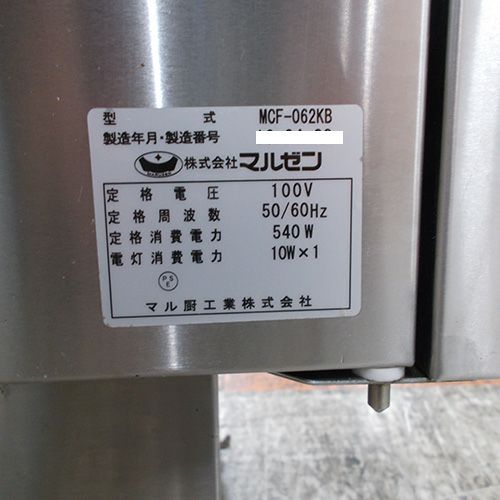 型 式 MCF-062KB
製造年月・製造番号
株式会社マルゼン
定格電圧 100V
定格周波数 50/60Hz
定格消費電力 540W
電灯消費電力 10W×1
PSE
マル厨工業株式会社